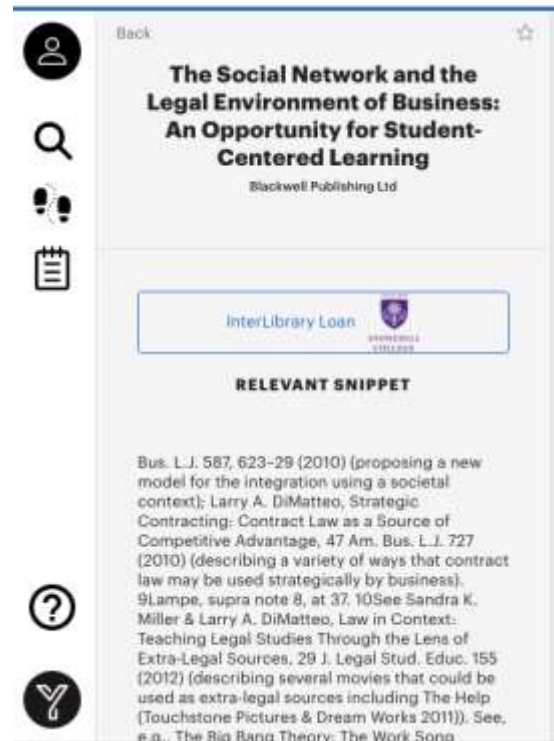 Back
The Social Network and the
Legal Environment of Business:
An Opportunity for Student-
Centered Learning
Blackwell Publishing Ltd
InterLibrary Loan
STONEHILL
COLLEGE
RELEVANT SNIPPET
Bus. L.J. 587, 623–29 (2010) (proposing a new
model for the integration using a societal
context); Larry A. DiMatteo, Strategic
Contracting: Contract Law as a Source of
Competitive Advantage, 47 Am. Bus. L.J. 727
(2010) (describing a variety of ways that contract
law may be used strategically by business).
9Lampe, supra note 8, at 37. 10See Sandra K.
Miller & Larry A. DiMatteo, Law in Context:
Teaching Legal Studies Through the Lens of
Extra-Legal Sources, 29 J. Legal Stud. Educ. 155
(2012) (describing several movies that could be
used as extra-legal sources including The Help
(Touchstone Pictures & Dream Works 2011)). See,
e.g., The Big Bang Theory: The Work Song